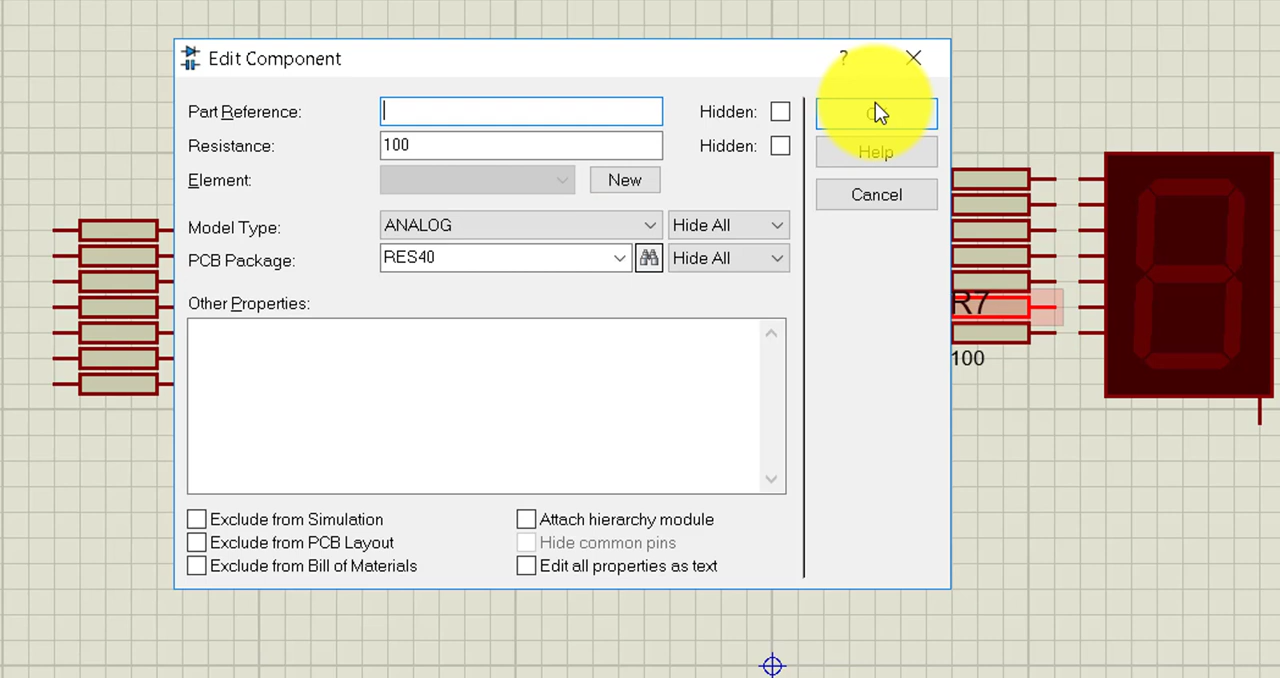 Edit Component
?
Part Reference:
Hidden:
Resistance: 100
Hidden:
Help
Element:
New
Cancel
Model Type: ANALOG
Hide All
PCB Package: RES40
Hide All
Other Properties:
R7
100
Exclude from Simulation
Attach hierarchy module
Exclude from PCB Layout
Hide common pins
Exclude from Bill of Materials
Edit all properties as text